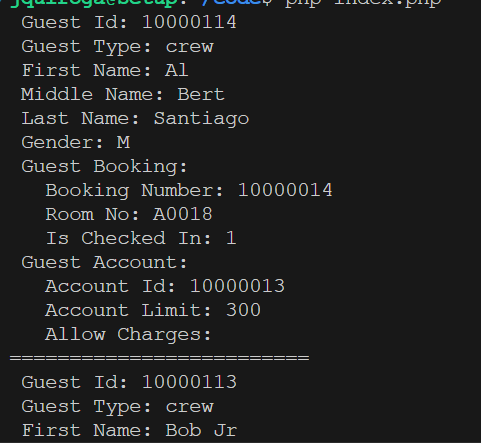 jquiroga@Setup:~/code$ php index.php
Guest Id: 10000114
Guest Type: crew
First Name: Al
Middle Name: Bert
Last Name: Santiago
Gender: M
Guest Booking:
Booking Number: 10000014
Room No: A0018
Is Checked In: 1
Guest Account:
Account Id: 10000013
Account Limit: 300
Allow Charges:
=========================
Guest Id: 10000113
Guest Type: crew
First Name: Bob Jr